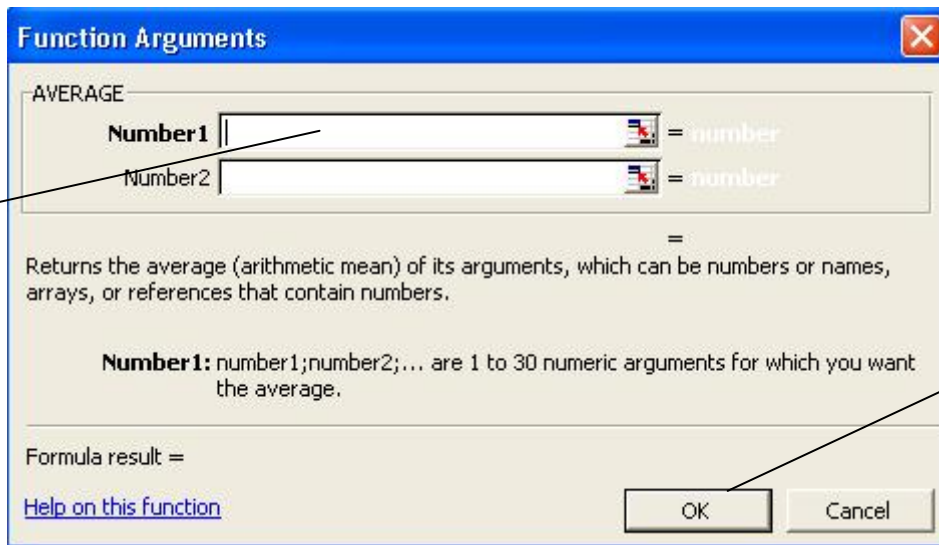 Function Arguments
AVERAGE
Number1 = number
Number2 = number
=
Returns the average (arithmetic mean) of its arguments, which can be numbers or names,
arrays, or references that contain numbers.
Number1: number1;number2;... are 1 to 30 numeric arguments for which you want
the average.
Formula result =
Help on this function OK Cancel